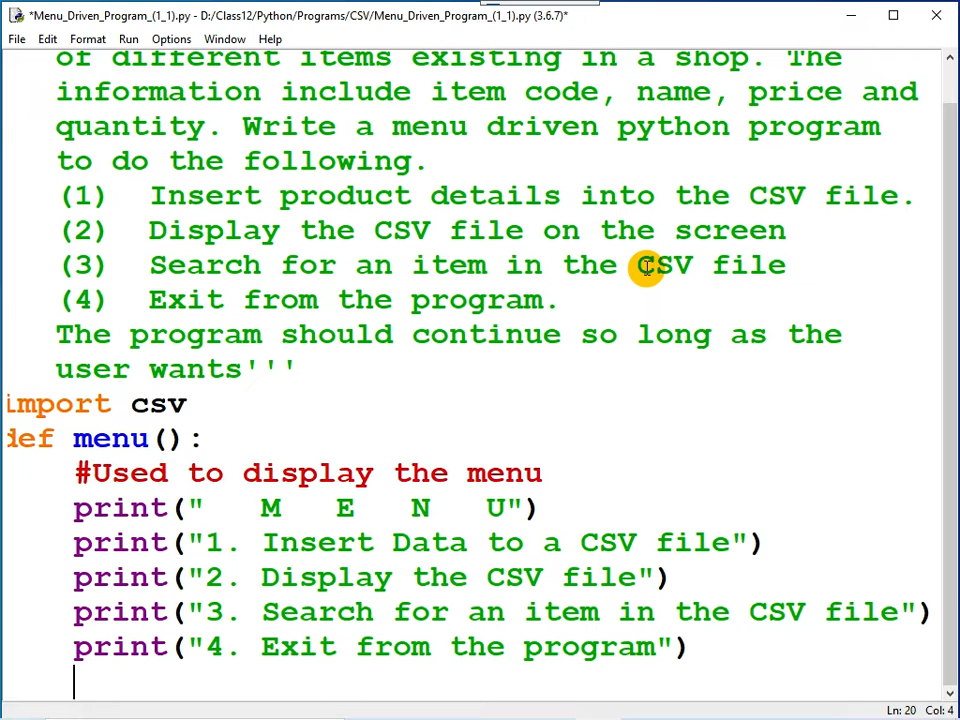 *Menu_Driven_Program_(1_1).py - D:/Class12/Python/Programs/CSV/Menu_Driven_Program_(1_1).py (3.6.7)*
File Edit Format Run Options Window Help
of different items existing in a shop. The
information include item code, name, price and
quantity. Write a menu driven python program
to do the following.
(1) Insert product details into the CSV file.
(2) Display the CSV file on the screen
(3) Search for an item in the CSV file
(4) Exit from the program.
The program should continue so long as the
user wants'''
import csv
def menu():
#Used to display the menu
print("   M   E   N   U")
print("1. Insert Data to a CSV file")
print("2. Display the CSV file")
print("3. Search for an item in the CSV file")
print("4. Exit from the program")
Ln: 20 Col: 4